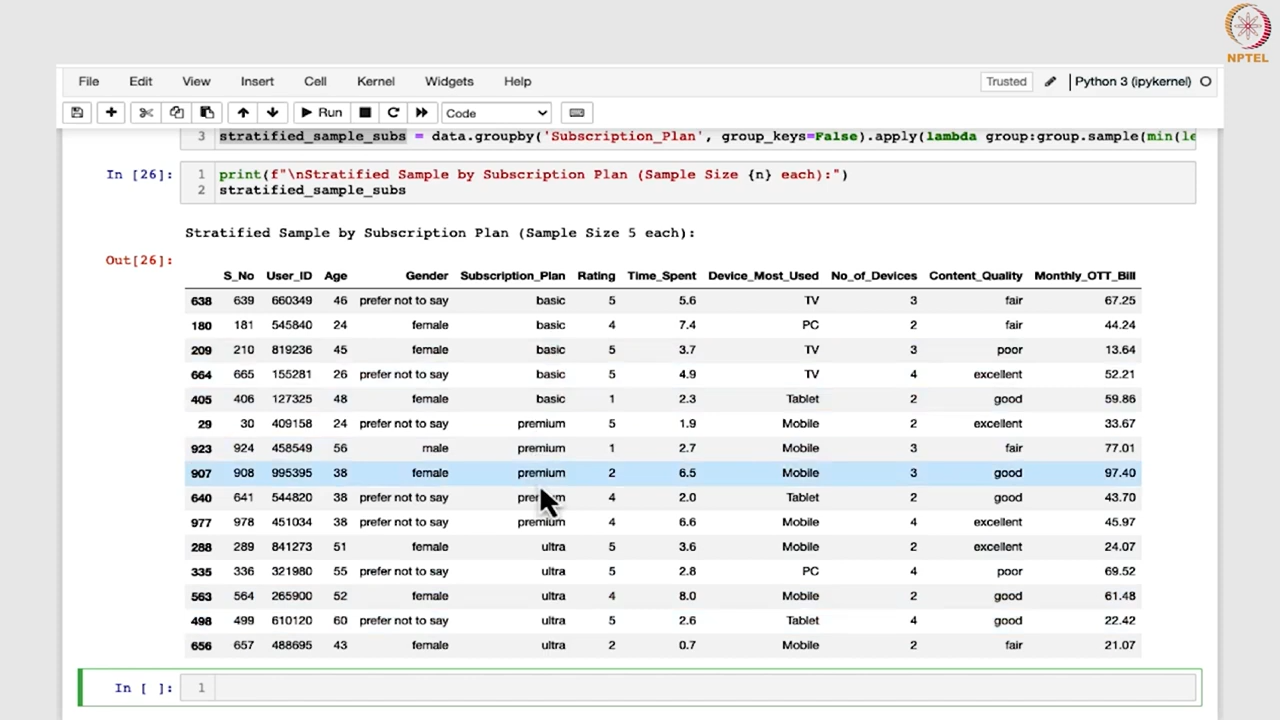 NPTEL
File Edit View Insert Cell Kernel Widgets Help Trusted Python 3 (ipykernel)
Run Code
3 stratified_sample_subs = data.groupby('Subscription_Plan', group_keys=False).apply(lambda group:group.sample(min(le
In [26]: 1 print(f"\nStratified Sample by Subscription Plan (Sample Size {n} each):")
2 stratified_sample_subs
Stratified Sample by Subscription Plan (Sample Size 5 each):
Out[26]:
S_No User_ID Age Gender Subscription_Plan Rating Time_Spent Device_Most_Used No_of_Devices Content_Quality Monthly_OTT_Bill
638 639 660349 46 prefer not to say basic 5 5.6 TV 3 fair 67.25
180 181 545840 24 female basic 4 7.4 PC 2 fair 44.24
209 210 819236 45 female basic 5 3.7 TV 3 poor 13.64
664 665 155281 26 prefer not to say basic 5 4.9 TV 4 excellent 52.21
405 406 127325 48 female basic 1 2.3 Tablet 2 good 59.86
29 30 409158 24 prefer not to say premium 5 1.9 Mobile 2 excellent 33.67
923 924 458549 56 male premium 1 2.7 Mobile 3 fair 77.01
907 908 995395 38 female premium 2 6.5 Mobile 3 good 97.40
640 641 544820 38 prefer not to say premium 4 2.0 Tablet 2 good 43.70
977 978 451034 38 prefer not to say premium 4 6.6 Mobile 4 excellent 45.97
288 289 841273 51 female ultra 5 3.6 Mobile 2 excellent 24.07
335 336 321980 55 prefer not to say ultra 5 2.8 PC 4 poor 69.52
563 564 265900 52 female ultra 4 8.0 Mobile 2 good 61.48
498 499 610120 60 prefer not to say ultra 5 2.6 Tablet 4 good 22.42
656 657 488695 43 female ultra 2 0.7 Mobile 2 fair 21.07
In [ ]: 1